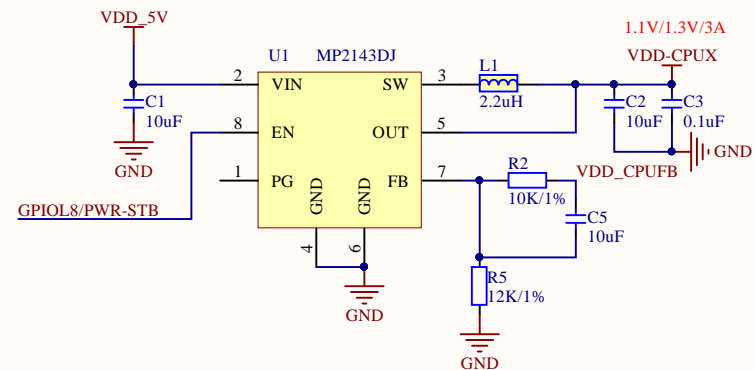 VDD_5V
1.1V/1.3V/3A
U1 MP2143DJ
L1
VDD-CPUX
2 VIN SW 3
C1
10uF
2.2uH
C2
10uF
C3
0.1uF
8 EN OUT 5
GND
GND
1 PG FB 7
R2
10K/1%
VDD_CPUFB
GPIOL8/PWR-STB
GND GND
C5
10uF
4 6
R5
12K/1%
GND
GND